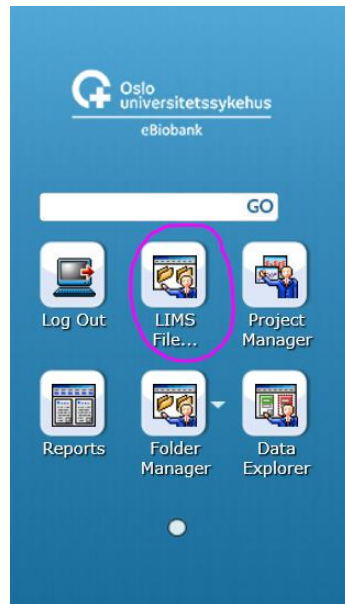 Oslo
universitetssykehus
eBiobank
GO
Log Out
LIMS
File...
Project
Manager
Reports
Folder
Manager
Data
Explorer